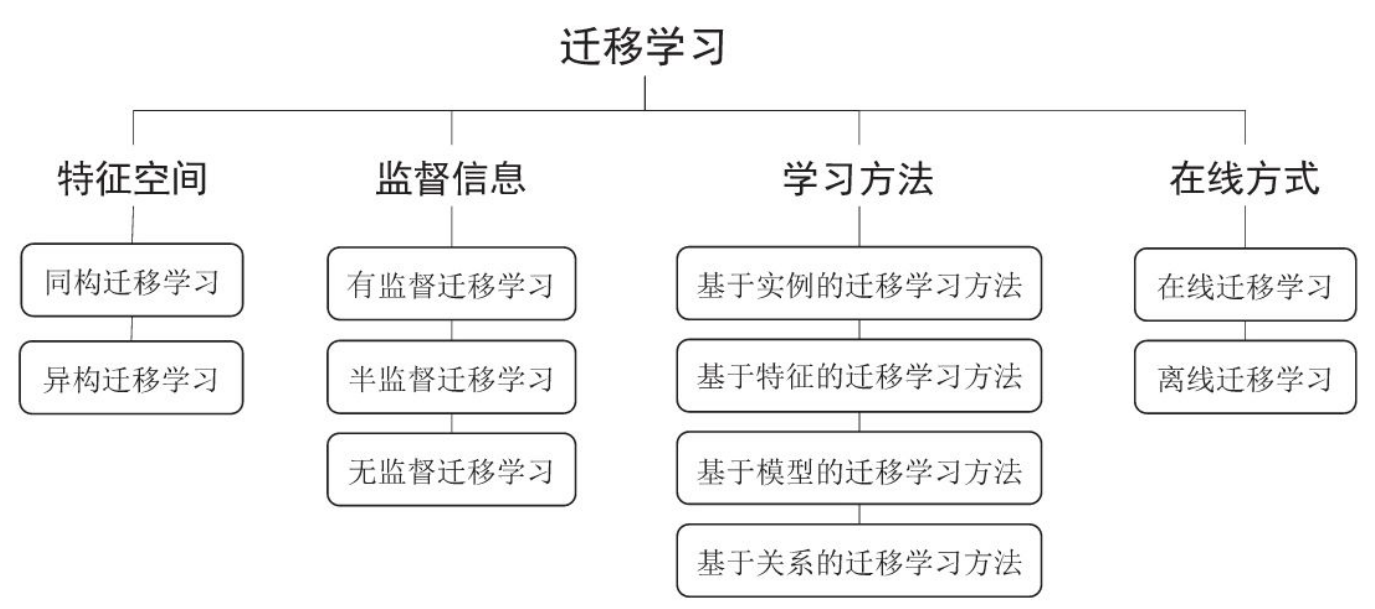 迁移学习
特征空间
监督信息
学习方法
在线方式
同构迁移学习
异构迁移学习
有监督迁移学习
半监督迁移学习
无监督迁移学习
基于实例的迁移学习方法
基于特征的迁移学习方法
基于模型的迁移学习方法
基于关系的迁移学习方法
在线迁移学习
离线迁移学习